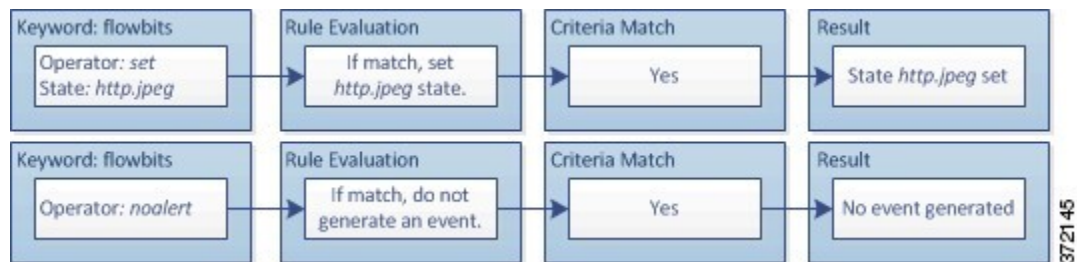 Keyword: flowbits
Operator: set
State: http.jpeg
Rule Evaluation
If match, set
http.jpeg state.
Criteria Match
Yes
Result
State http.jpeg set
Keyword: flowbits
Operator: noalert
Rule Evaluation
If match, do not
generate an event.
Criteria Match
Yes
Result
No event generated
372145